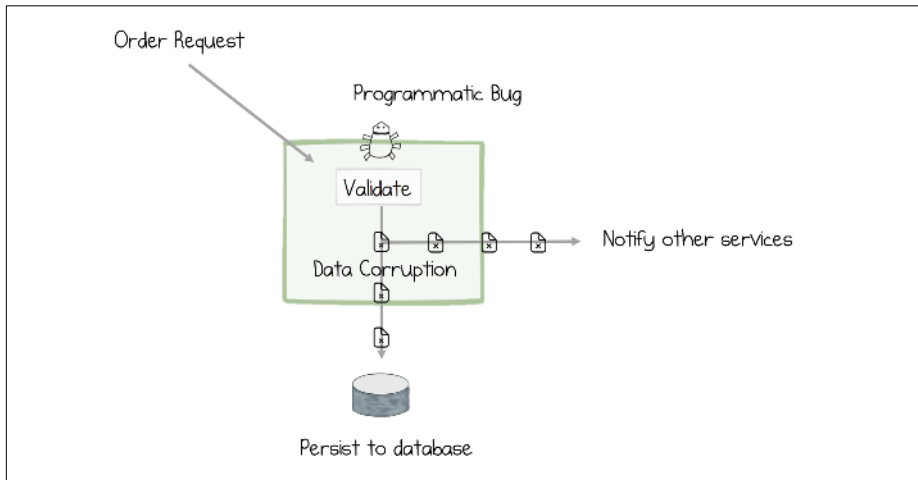 Order Request
Programmatic Bug
Validate
Notify other services
Data Corruption
Persist to database